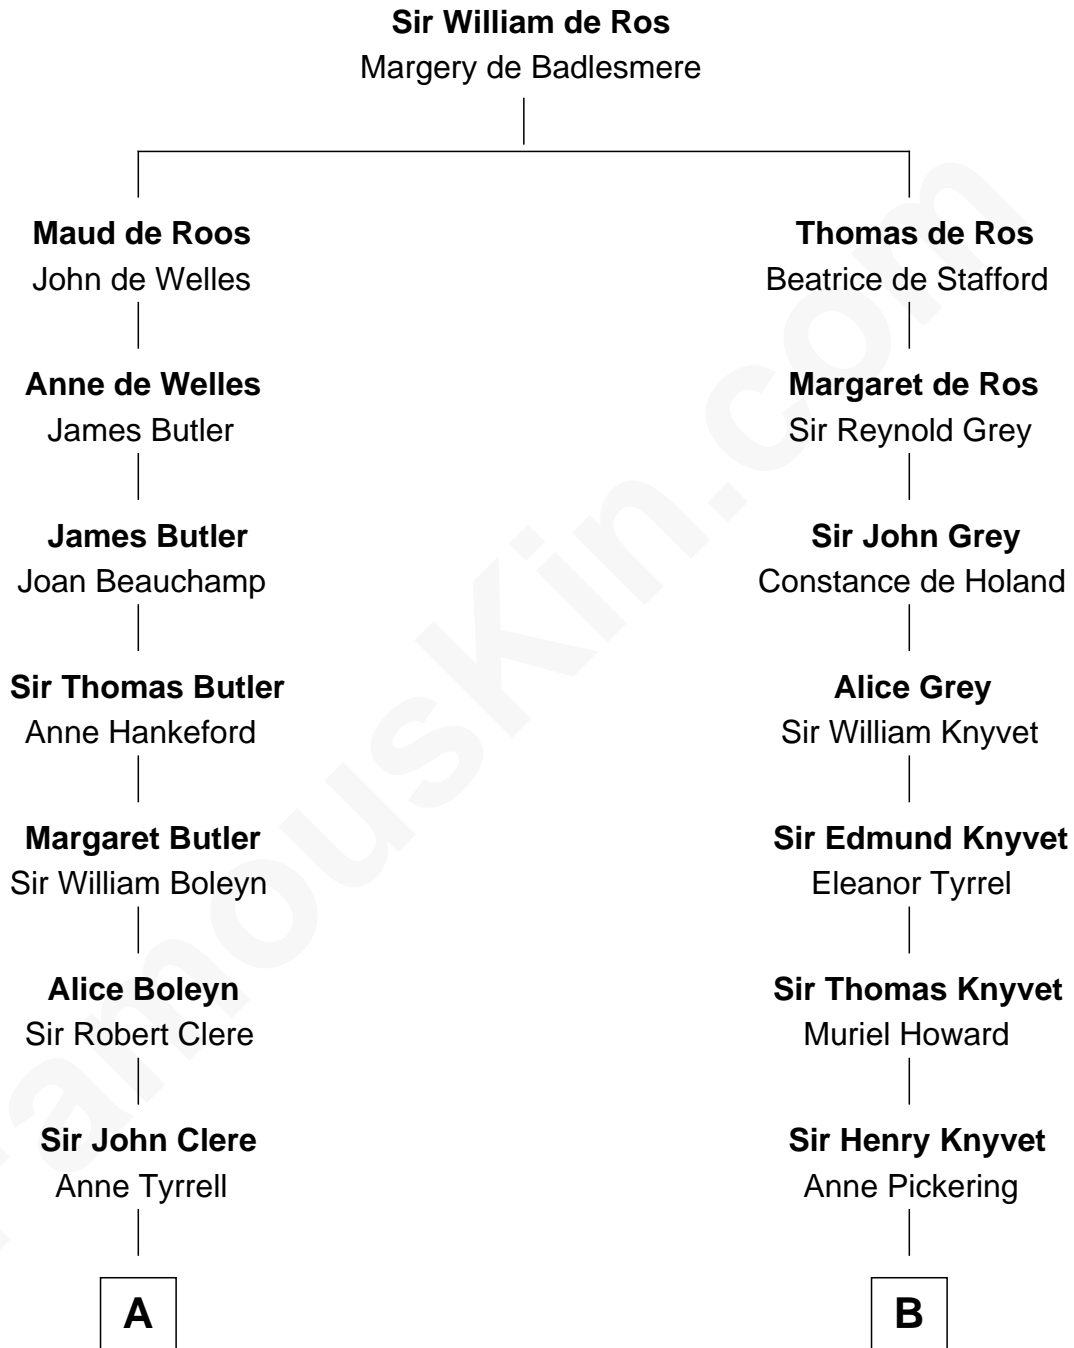 Sir William de Ros
Margery de Badlesmere
Maud de Roos
John de Welles
Thomas de Ros
Beatrice de Stafford
Anne de Welles
James Butler
Margaret de Ros
Sir Reynold Grey
James Butler
Joan Beauchamp
Sir John Grey
Constance de Holand
Sir Thomas Butler
Anne Hankeford
Alice Grey
Sir William Knyvet
Margaret Butler
Sir William Boleyn
Sir Edmund Knyvet
Eleanor Tyrrel
Alice Boleyn
Sir Robert Clere
Sir Thomas Knyvet
Muriel Howard
Sir John Clere
Anne Tyrrell
Sir Henry Knyvet
Anne Pickering
A
B
FamousKin.com